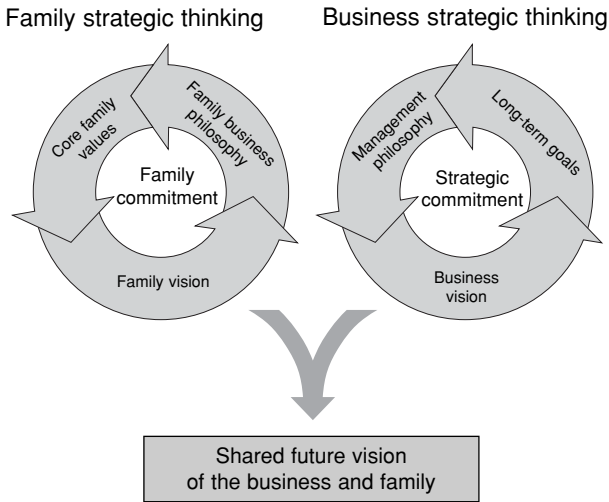 Family strategic thinking
Core family
values
Family business
philosophy
Family
commitment
Family vision
Business strategic thinking
Management
philosophy
Long-term goals
Strategic
commitment
Business
vision
Shared future vision
of the business and family